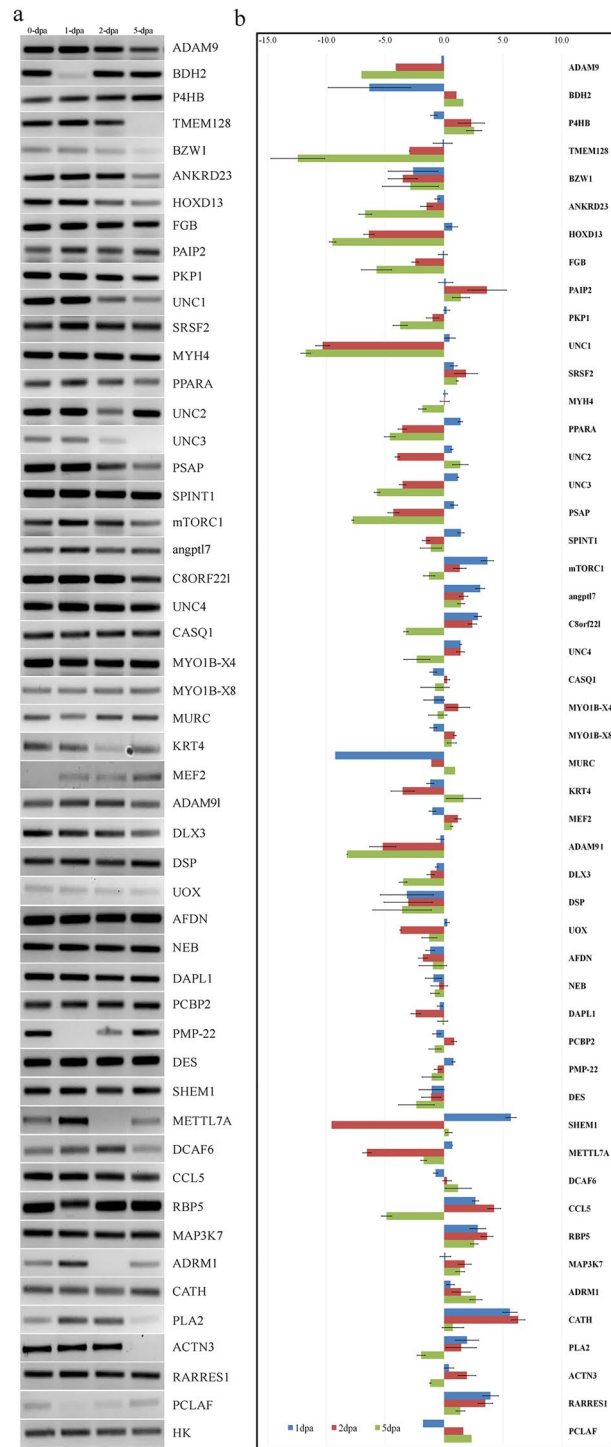 a
b
0-dpa 1-dpa 2-dpa 5-dpa
ADAM9
BDH2
P4HB
TMEM128
BZW1
ANKRD23
HOXD13
FGB
PAIP2
PKP1
UNC1
SRSF2
MYH4
PPARA
UNC2
UNC3
PSAP
SPINT1
mTORC1
angptl7
C8ORF22l
UNC4
CASQ1
MYO1B-X4
MYO1B-X8
MURC
KRT4
MEF2
ADAM9l
DLX3
DSP
UOX
AFDN
NEB
DAPL1
PCBP2
PMP-22
DES
SHEM1
METTL7A
DCAF6
CCL5
RBP5
MAP3K7
ADRM1
CATH
PLA2
ACTN3
RARRES1
PCLAF
HK
-15.0 -10.0 -5.0 0.0 5.0 10.0
ADAM9
BDH2
P4HB
TMEM128
BZW1
ANKRD23
HOXD13
FGB
PAIP2
PKP1
UNC1
SRSF2
MYH4
PPARA
UNC2
UNC3
PSAP
SPINT1
mTORC1
angptl7
C8orf22l
UNC4
CASQ1
MYO1B-X4
MYO1B-X8
MURC
KRT4
MEF2
ADAM9l
DLX3
DSP
UOX
AFDN
NEB
DAPL1
PCBP2
PMP-22
DES
SHEM1
METTL7A
DCAF6
CCL5
RBP5
MAP3K7
ADRM1
CATH
PLA2
ACTN3
RARRES1
PCLAF
1dpa 2dpa 5dpa